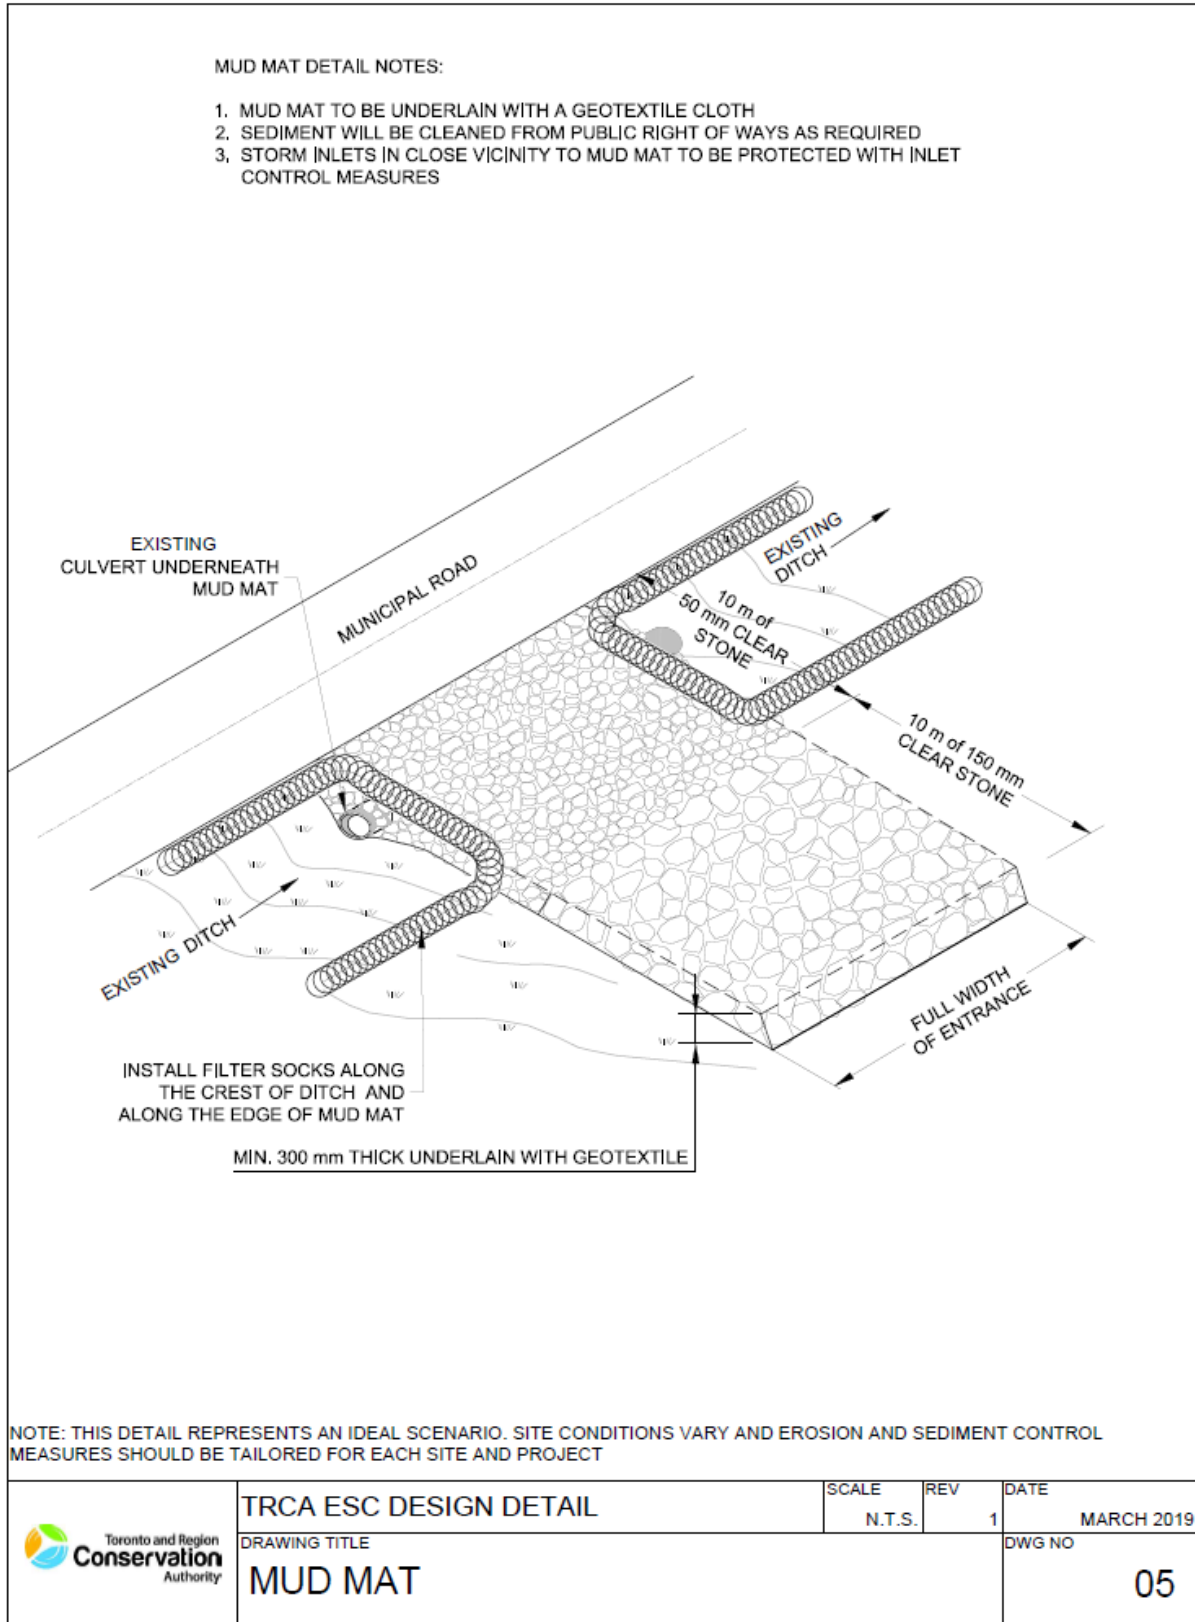 MUD MAT DETAIL NOTES:
1. MUD MAT TO BE UNDERLAIN WITH A GEOTEXTILE CLOTH
2. SEDIMENT WILL BE CLEANED FROM PUBLIC RIGHT OF WAYS AS REQUIRED
3. STORM INLETS IN CLOSE VICINITY TO MUD MAT TO BE PROTECTED WITH INLET
CONTROL MEASURES
EXISTING
CULVERT UNDERNEATH
MUD MAT
MUNICIPAL ROAD
EXISTING
DITCH
10 m of
50 mm CLEAR
STONE
10 m of 150 mm
CLEAR STONE
EXISTING DITCH
FULL WIDTH
OF ENTRANCE
INSTALL FILTER SOCKS ALONG
THE CREST OF DITCH AND
ALONG THE EDGE OF MUD MAT
MIN. 300 mm THICK UNDERLAIN WITH GEOTEXTILE
NOTE: THIS DETAIL REPRESENTS AN IDEAL SCENARIO. SITE CONDITIONS VARY AND EROSION AND SEDIMENT CONTROL
MEASURES SHOULD BE TAILORED FOR EACH SITE AND PROJECT
Toronto and Region
Conservation
Authority
TRCA ESC DESIGN DETAIL
SCALE
N.T.S.
REV
1
DATE
MARCH 2019
DRAWING TITLE
MUD MAT
DWG NO
05